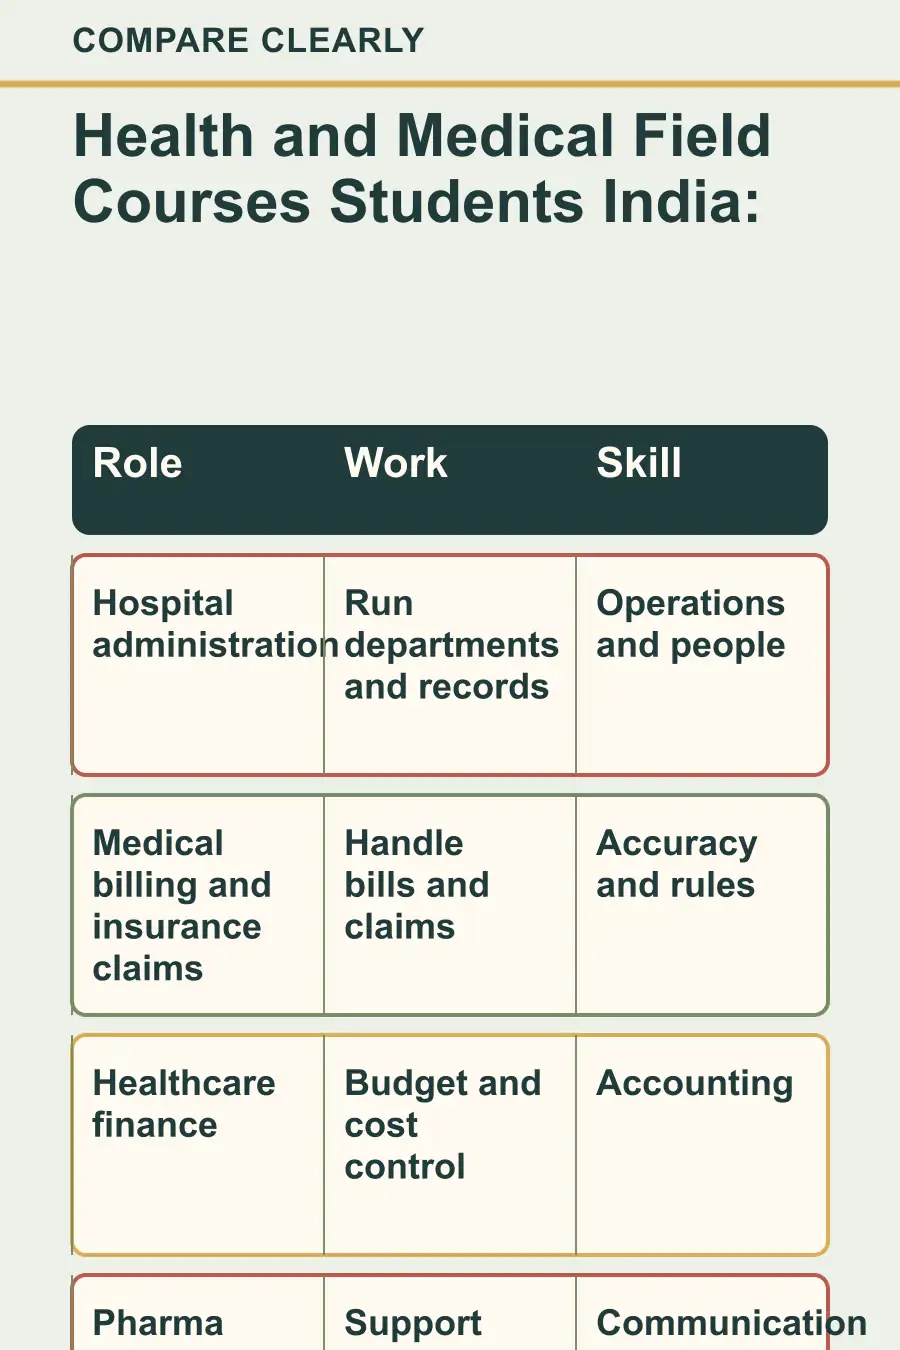 COMPARE CLEARLY
Health and Medical Field
Courses Students India:
Role
Work
Skill
Hospital
administration
Run
departments
and records
Operations
and people
Medical
billing and
insurance
claims
Handle
bills and
claims
Accuracy
and rules
Healthcare
finance
Budget and
cost
control
Accounting
Pharma
Support
Communication